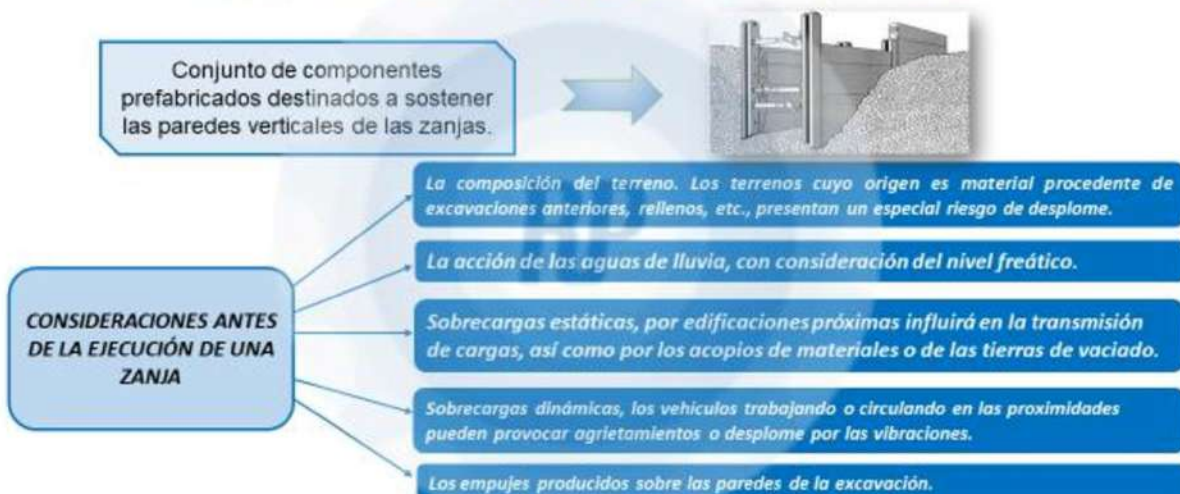 Conjunto de componentes
prefabricados destinados a sostener
las paredes verticales de las zanjas.
La composición del terreno. Los terrenos cuyo origen es material procedente de
excavaciones anteriores, rellenos, etc., presentan un especial riesgo de desplome.
La acción de las aguas de lluvia, con consideración del nivel freático.
CONSIDERACIONES ANTES
DE LA EJECUCIÓN DE UNA
ZANJA
Sobrecargas estáticas, por edificaciones próximas influirá en la transmisión
de cargas, así como por los acopios de materiales o de las tierras de vaciado.
Sobrecargas dinámicas, los vehículos trabajando o circulando en las proximidades
pueden provocar agrietamientos o desplome por las vibraciones.
Los empujes producidos sobre las paredes de la excavación.